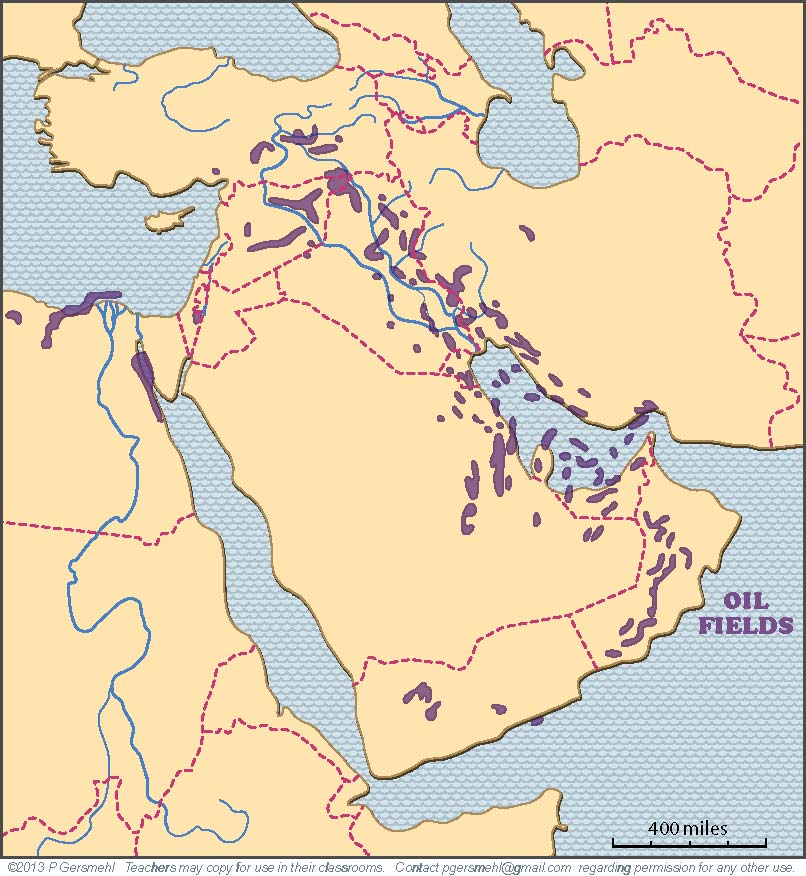 OIL
FIELDS
400 miles
©2013 P Gersmehl Teachers may copy for use in their classrooms. Contact pgersmehl@gmail.com regarding permission for any other use.